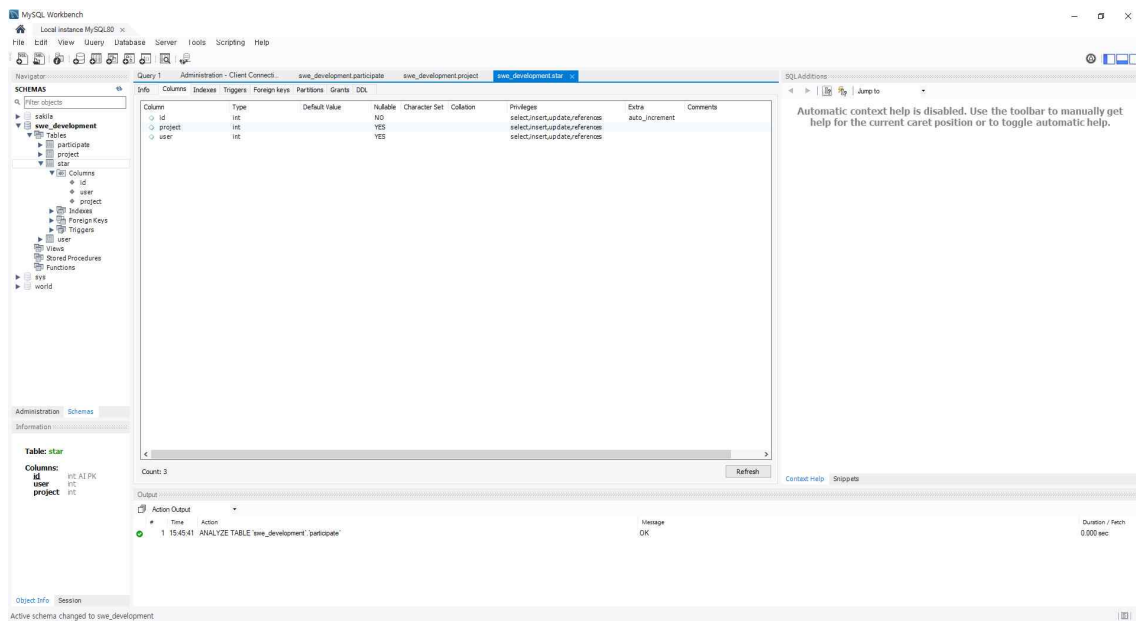 MySQL Workbench
Local instance MySQL80 ×
File Edit View Query Database Server Tools Scripting Help
Navigator
SCHEMAS
Filter objects
sakila
swe_development
Tables
participate
project
star
Columns
id
user
project
Indexes
Foreign Keys
Triggers
user
Views
Stored Procedures
Functions
sys
world
Administration Schemas
Information
Table: star
Columns:
id int AI PK
user int
project int
Object Info Session
Query 1 Administration - Client Connecti... swe_development.participate swe_development.project swe_development.star ×
Info Columns Indexes Triggers Foreign keys Partitions Grants DDL
Column Type Default Value Nullable Character Set Collation Privileges Extra Comments
id int NO select,insert,update,references auto_increment
project int YES select,insert,update,references
user int YES select,insert,update,references
Count: 3 Refresh
Output
Action Output
# Time Action Message Duration / Fetch
1 15:45:41 ANALYZE TABLE `swe_development`.`participate` OK 0.000 sec
SQLAdditions
Jump to
Automatic context help is disabled. Use the toolbar to manually get
help for the current caret position or to toggle automatic help.
Context Help Snippets
Active schema changed to swe_development